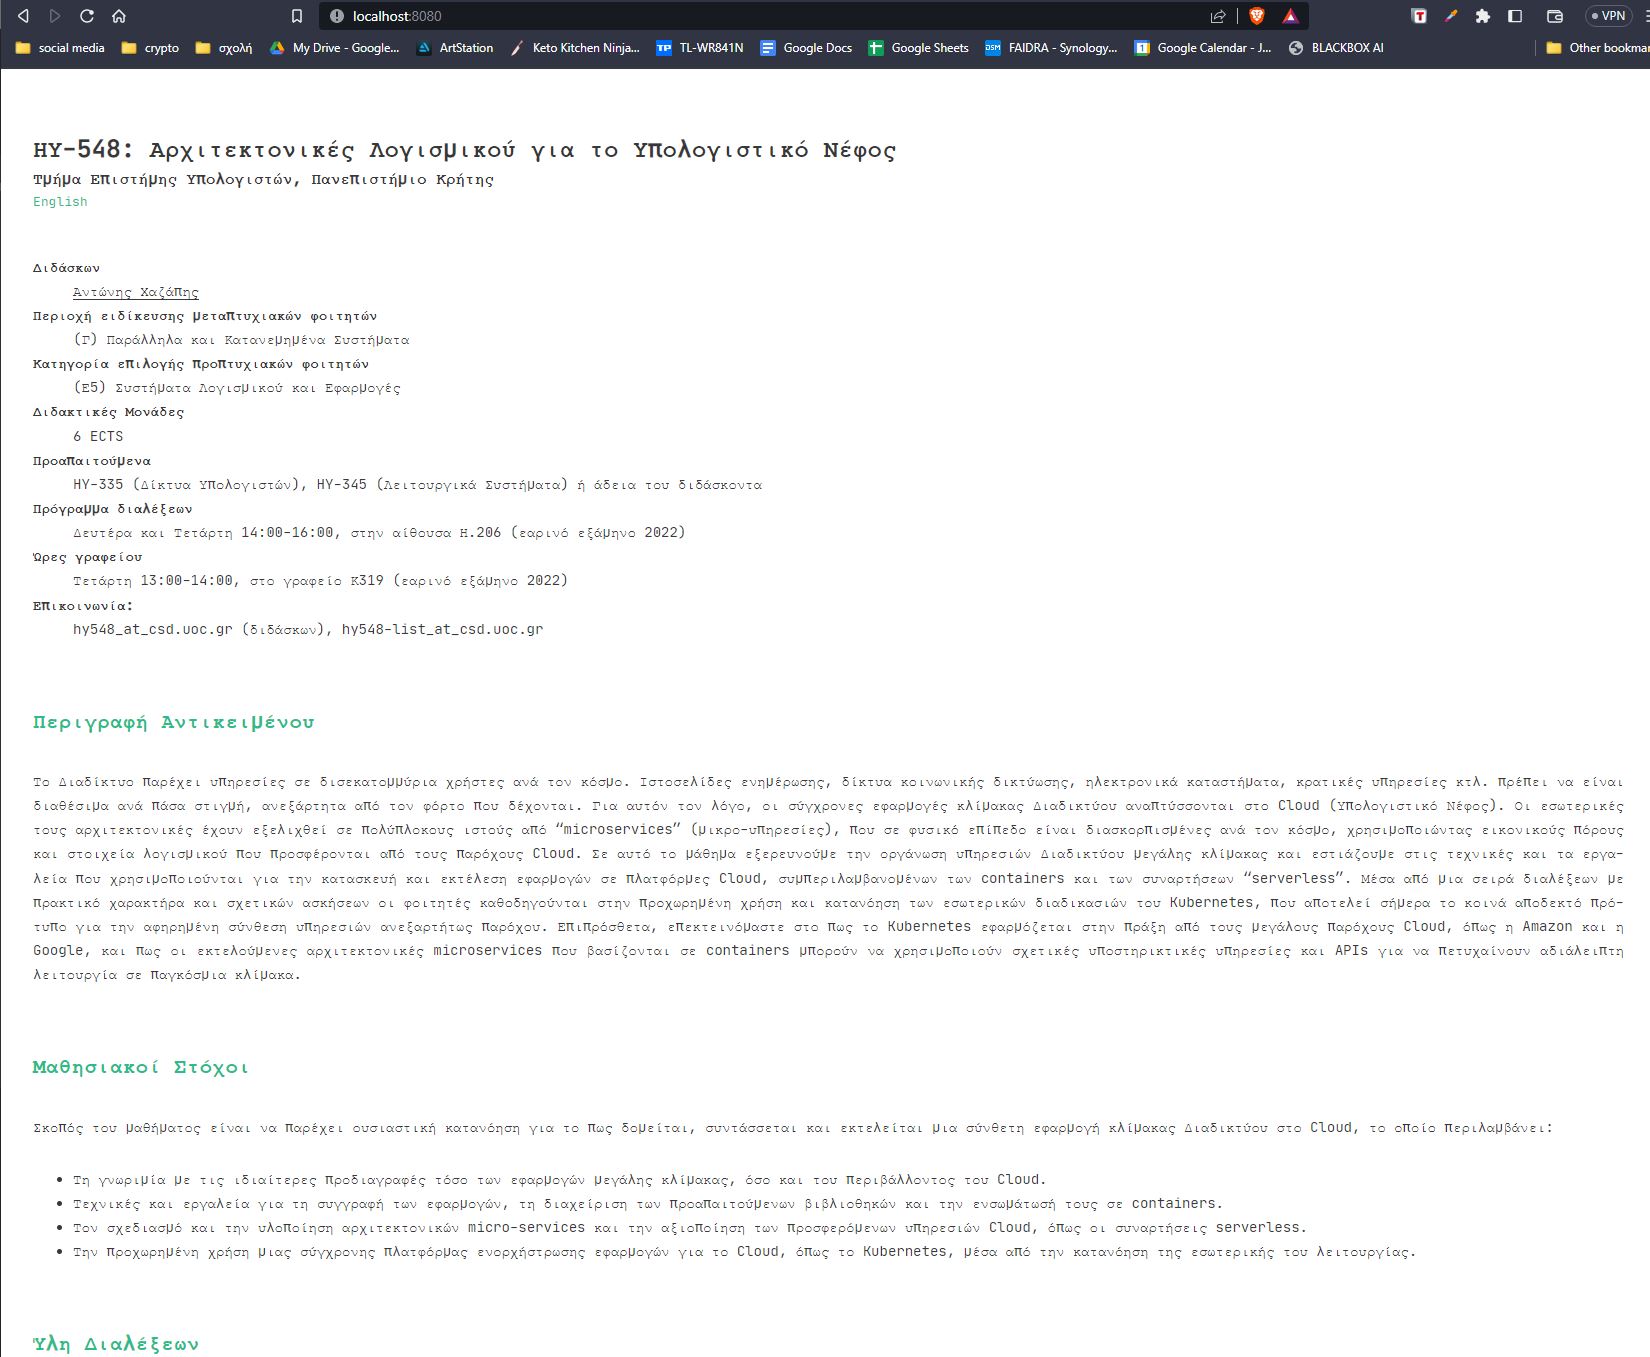 localhost:8080
VPN
social media
crypto
σχολή
My Drive - Google...
ArtStation
Keto Kitchen Ninja...
TP TL-WR841N
Google Docs
Google Sheets
DSM FAIDRA - Synology...
1 Google Calendar - J...
BLACKBOX AI
Other bookmar
ΗΥ-548: Αρχιτεκτονικές Λογισμικού για το Υπολογιστικό Νέφος
Τμήμα Επιστήμης Υπολογιστών, Πανεπιστήμιο Κρήτης
English
Διδάσκων
Αντώνης Χαζάπης
Περιοχή ειδίκευσης μεταπτυχιακών φοιτητών
(Γ) Παράλληλα και Κατανεμημένα Συστήματα
Κατηγορία επιλογής προπτυχιακών φοιτητών
(Ε5) Συστήματα Λογισμικού και Εφαρμογές
Διδακτικές Μονάδες
6 ECTS
Προαπαιτούμενα
ΗΥ-335 (Δίκτυα Υπολογιστών), ΗΥ-345 (Λειτουργικά Συστήματα) ή άδεια του διδάσκοντα
Πρόγραμμα διαλέξεων
Δευτέρα και Τετάρτη 14:00-16:00, στην αίθουσα Η.206 (εαρινό εξάμηνο 2022)
Ώρες γραφείου
Τετάρτη 13:00-14:00, στο γραφείο Κ319 (εαρινό εξάμηνο 2022)
Επικοινωνία:
hy548_at_csd.uoc.gr (διδάσκων), hy548-list_at_csd.uoc.gr
Περιγραφή Αντικειμένου
Το Διαδίκτυο παρέχει υπηρεσίες σε δισεκατομμύρια χρήστες ανά τον κόσμο. Ιστοσελίδες ενημέρωσης, δίκτυα κοινωνικής δικτύωσης, ηλεκτρονικά καταστήματα, κρατικές υπηρεσίες κτλ. πρέπει να είναι
διαθέσιμα ανά πάσα στιγμή, ανεξάρτητα από τον φόρτο που δέχονται. Για αυτόν τον λόγο, οι σύγχρονες εφαρμογές κλίμακας Διαδικτύου αναπτύσσονται στο Cloud (Υπολογιστικό Νέφος). Οι εσωτερικές
τους αρχιτεκτονικές έχουν εξελιχθεί σε πολύπλοκους ιστούς από “microservices” (μικρο-υπηρεσίες), που σε φυσικό επίπεδο είναι διασκορπισμένες ανά τον κόσμο, χρησιμοποιώντας εικονικούς πόρους
και στοιχεία λογισμικού που προσφέρονται από τους παρόχους Cloud. Σε αυτό το μάθημα εξερευνούμε την οργάνωση υπηρεσιών Διαδικτύου μεγάλης κλίμακας και εστιάζουμε στις τεχνικές και τα εργα-
λεία που χρησιμοποιούνται για την κατασκευή και εκτέλεση εφαρμογών σε πλατφόρμες Cloud, συμπεριλαμβανομένων των containers και των συναρτήσεων “serverless”. Μέσα από μια σειρά διαλέξεων με
πρακτικό χαρακτήρα και σχετικών ασκήσεων οι φοιτητές καθοδηγούνται στην προχωρημένη χρήση και κατανόηση των εσωτερικών διαδικασιών του Kubernetes, που αποτελεί σήμερα το κοινά αποδεκτό πρό-
τυπο για την αφηρημένη σύνθεση υπηρεσιών ανεξαρτήτως παρόχου. Επιπρόσθετα, επεκτεινόμαστε στο πως το Kubernetes εφαρμόζεται στην πράξη από τους μεγάλους παρόχους Cloud, όπως η Amazon και η
Google, και πως οι εκτελούμενες αρχιτεκτονικές microservices που βασίζονται σε containers μπορούν να χρησιμοποιούν σχετικές υποστηρικτικές υπηρεσίες και APIs για να πετυχαίνουν αδιάλειπτη
λειτουργία σε παγκόσμια κλίμακα.
Μαθησιακοί Στόχοι
Σκοπός του μαθήματος είναι να παρέχει ουσιαστική κατανόηση για το πως δομείται, συντάσσεται και εκτελείται μια σύνθετη εφαρμογή κλίμακας Διαδικτύου στο Cloud, το οποίο περιλαμβάνει:
• Τη γνωριμία με τις ιδιαίτερες προδιαγραφές τόσο των εφαρμογών μεγάλης κλίμακας, όσο και του περιβάλλοντος του Cloud.
• Τεχνικές και εργαλεία για τη συγγραφή των εφαρμογών, τη διαχείριση των προαπαιτούμενων βιβλιοθηκών και την ενσωμάτωσή τους σε containers.
• Τον σχεδιασμό και την υλοποίηση αρχιτεκτονικών micro-services και την αξιοποίηση των προσφερόμενων υπηρεσιών Cloud, όπως οι συναρτήσεις serverless.
• Την προχωρημένη χρήση μιας σύγχρονης πλατφόρμας ενορχήστρωσης εφαρμογών για το Cloud, όπως το Kubernetes, μέσα από την κατανόηση της εσωτερικής του λειτουργίας.
Ύλη Διαλέξεων